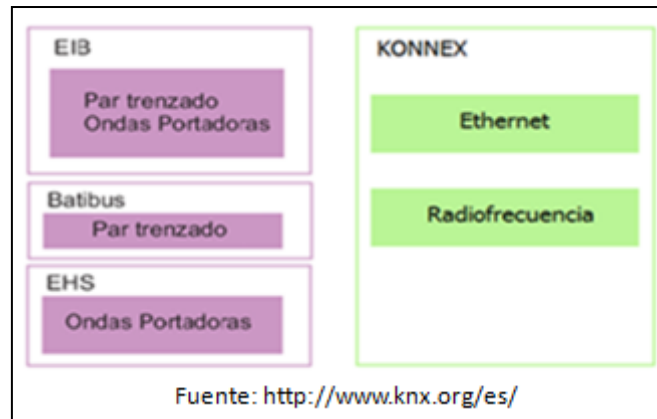 EIB
Par trenzado
Ondas Portadoras
Batibus
Par trenzado
EHS
Ondas Portadoras
KONNEX
Ethernet
Radiofrecuencia
Fuente: http://www.knx.org/es/